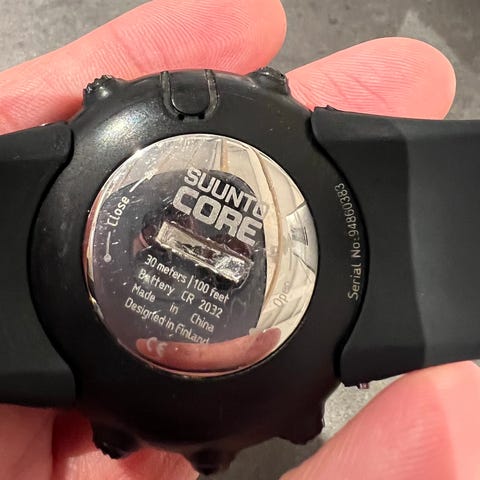 Close
SUUNTO
CORE
30 meters/100 feet
Battery CR 2032
Made in China
Designed in Finland
CE
Open
Serial No:94860383